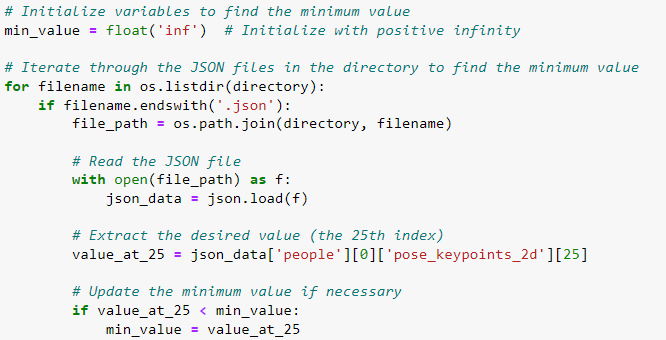 # Initialize variables to find the minimum value
min_value = float('inf')  # Initialize with positive infinity

# Iterate through the JSON files in the directory to find the minimum value
for filename in os.listdir(directory):
    if filename.endswith('.json'):
        file_path = os.path.join(directory, filename)

        # Read the JSON file
        with open(file_path) as f:
            json_data = json.load(f)

        # Extract the desired value (the 25th index)
        value_at_25 = json_data['people'][0]['pose_keypoints_2d'][25]

        # Update the minimum value if necessary
        if value_at_25 < min_value:
            min_value = value_at_25